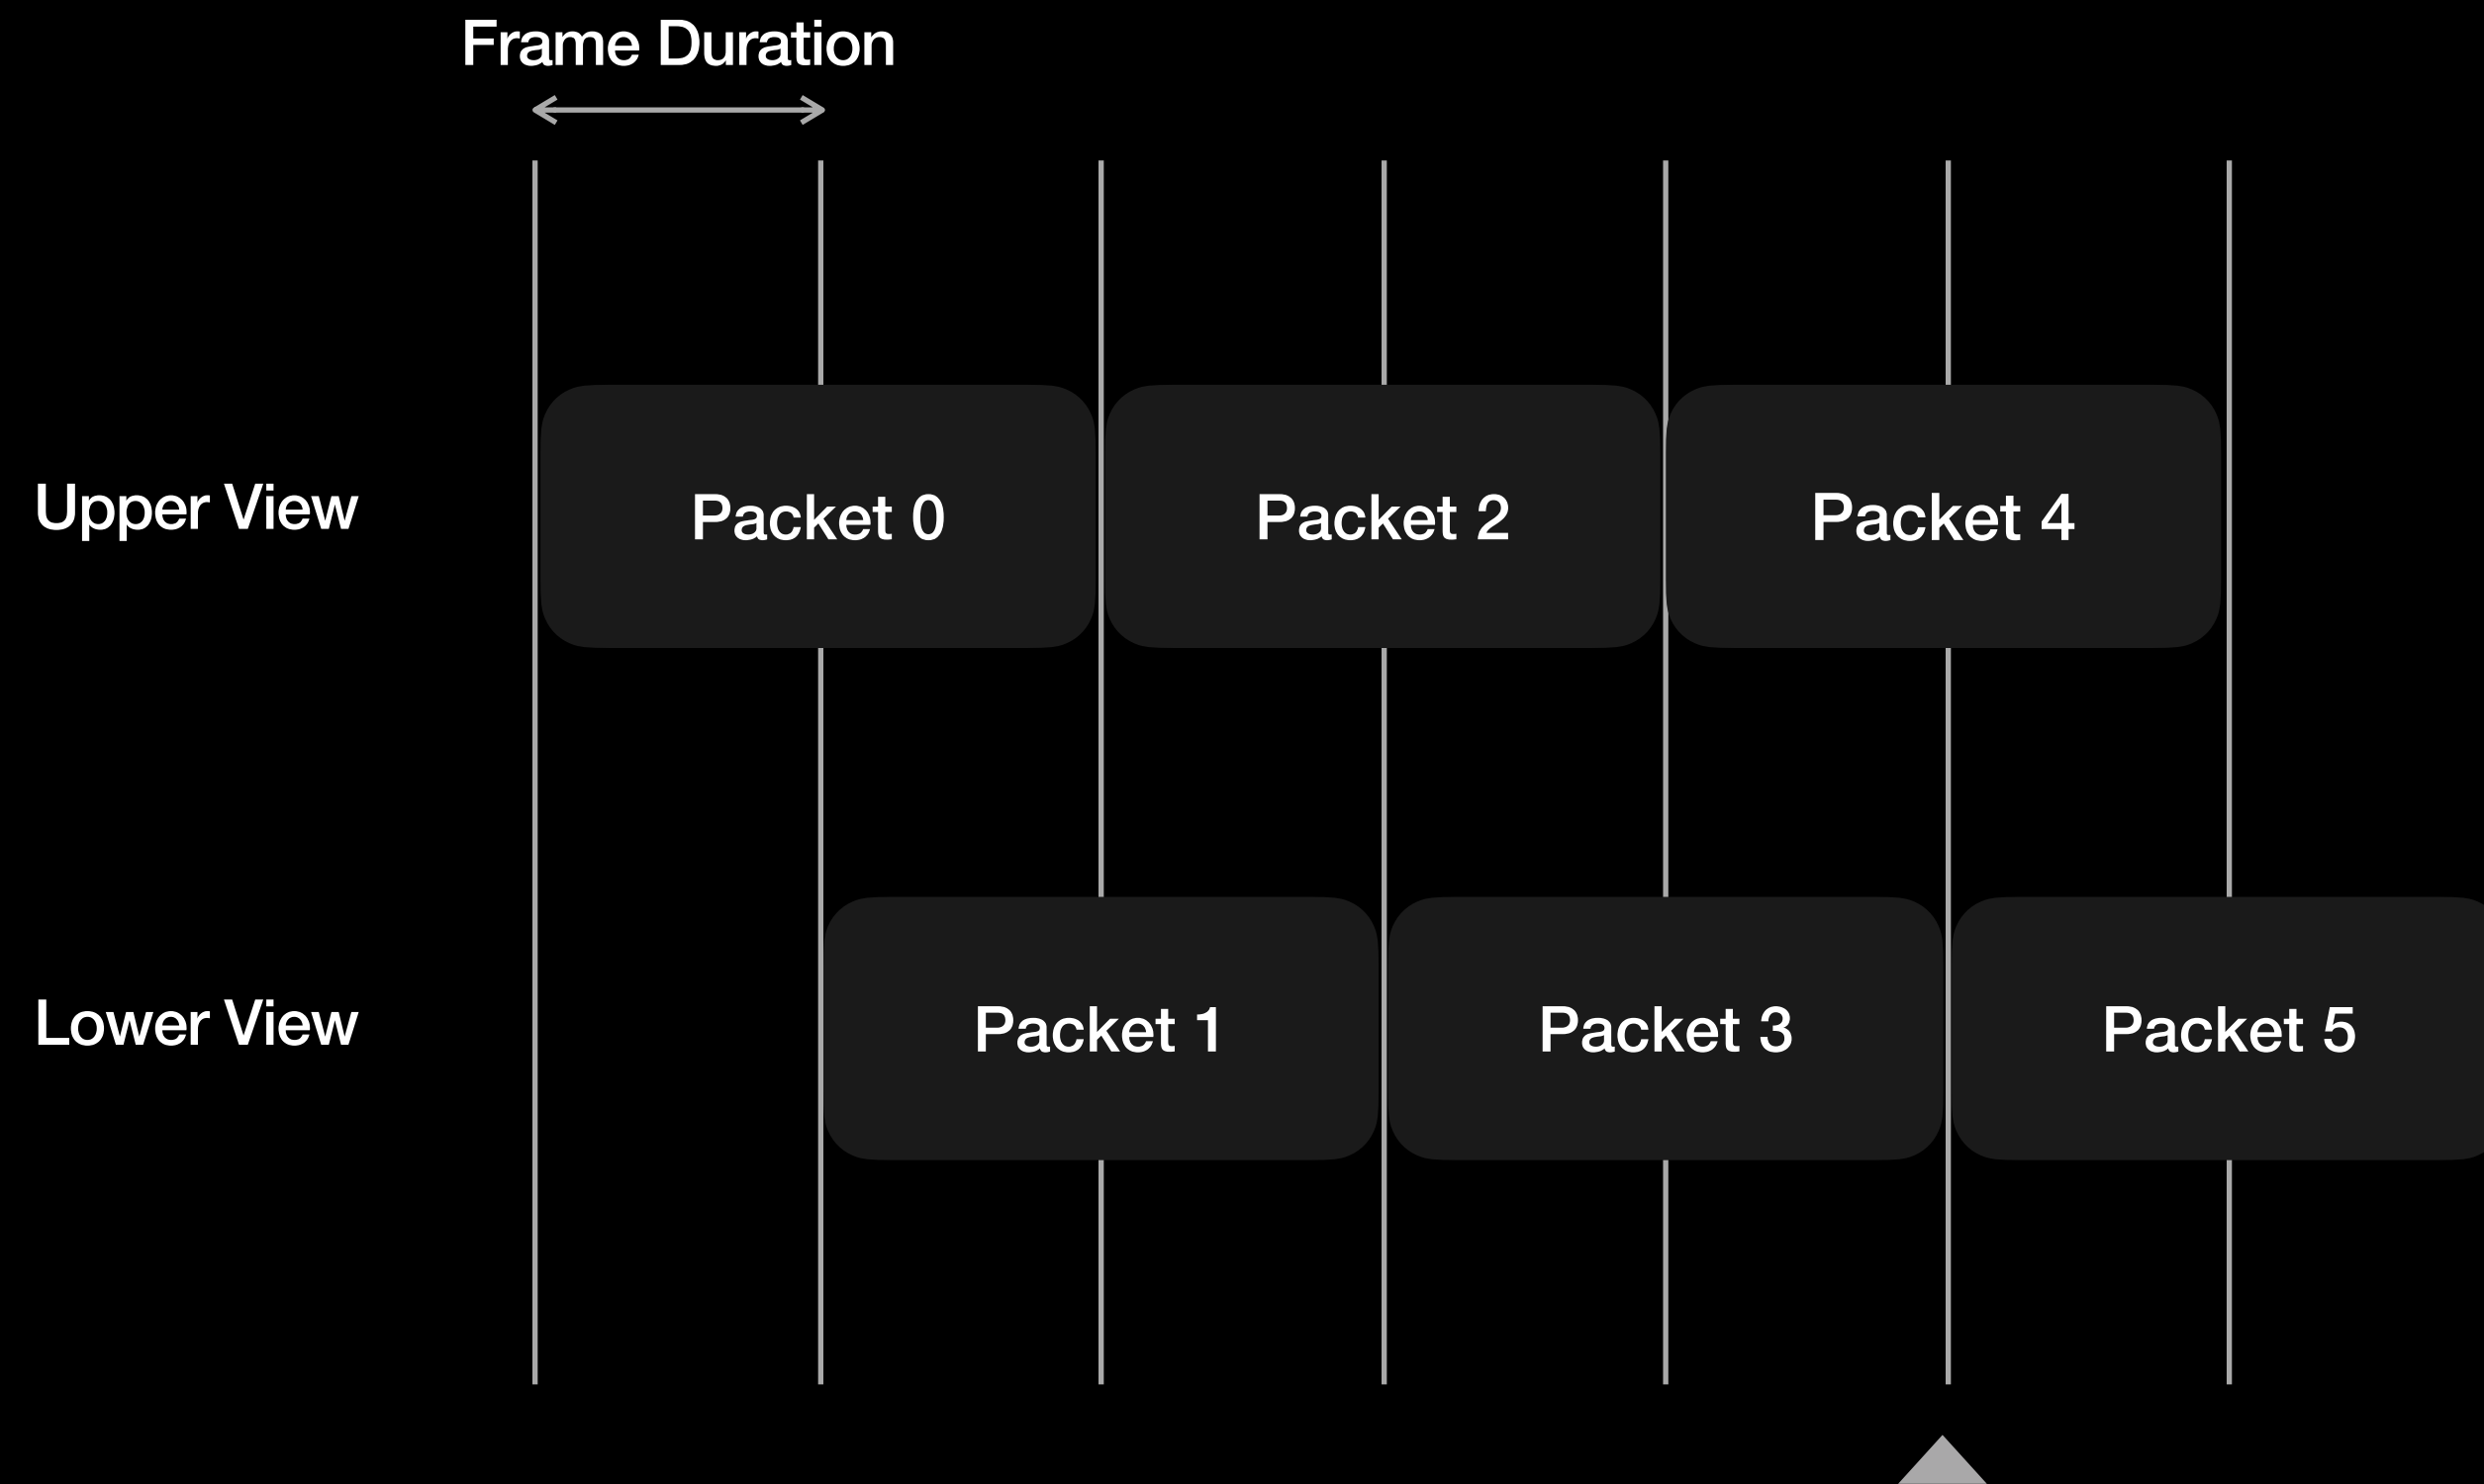 Frame Duration
Upper View
Packet 0
Packet 2
Packet 4
Lower View
Packet 1
Packet 3
Packet 5